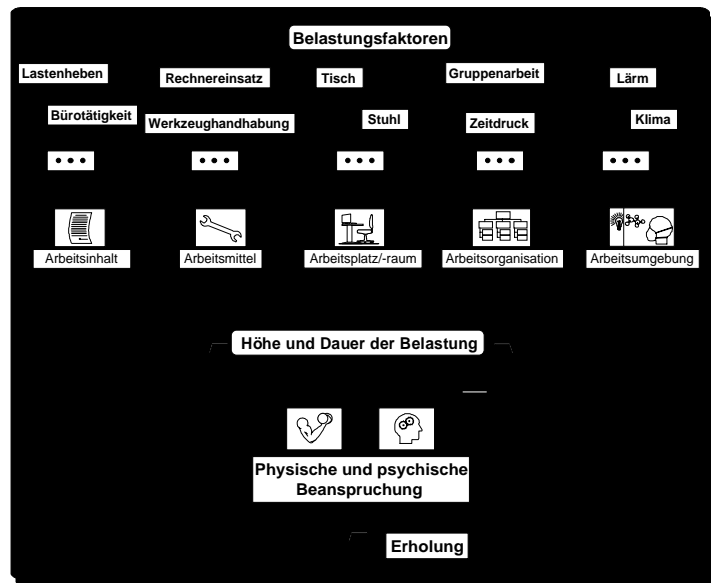 Belastungsfaktoren
Lastenheben
Rechnereinsatz
Tisch
Gruppenarbeit
Lärm
Bürotätigkeit
Werkzeughandhabung
Stuhl
Zeitdruck
Klima
• • •
• • •
• • •
• • •
• • •
Arbeitsinhalt
Arbeitsmittel
Arbeitsplatz/-raum
Arbeitsorganisation
Arbeitsumgebung
Höhe und Dauer der Belastung
Physische und psychische
Beanspruchung
Erholung